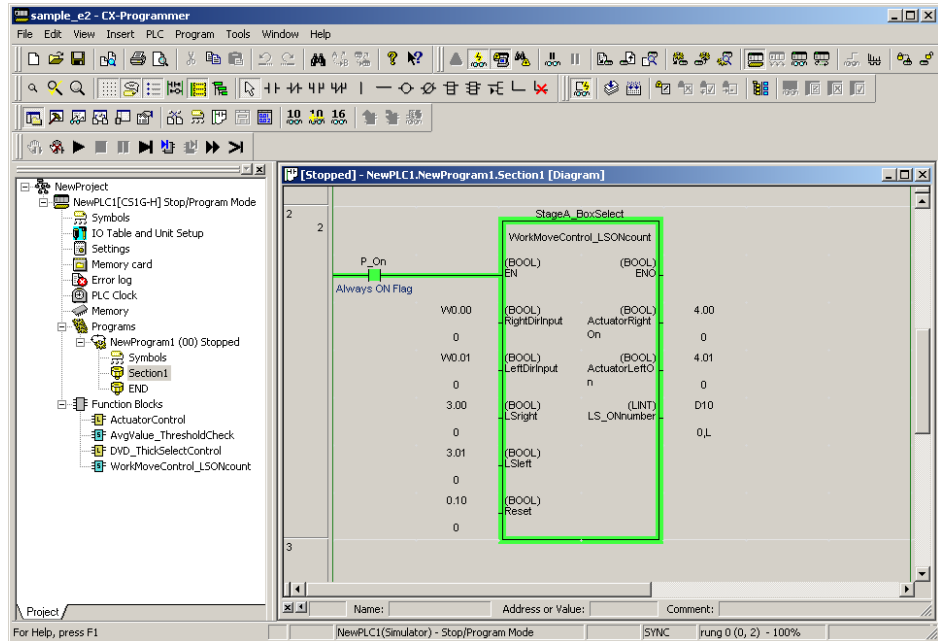 sample_e2 - CX-Programmer
File Edit View Insert PLC Program Tools Window Help
10 10 16
NewProject
NewPLC1[CS1G-H] Stop/Program Mode
Symbols
IO Table and Unit Setup
Settings
Memory card
Error log
PLC Clock
Memory
Programs
NewProgram1 (00) Stopped
Symbols
Section1
END
Function Blocks
ActuatorControl
AvgValue_ThresholdCheck
DVD_ThickSelectControl
WorkMoveControl_LSONcount
Project
[Stopped] - NewPLC1.NewProgram1.Section1 [Diagram]
2
2
StageA_BoxSelect
WorkMoveControl_LSONcount
P_On
(BOOL) (BOOL)
EN ENO
Always ON Flag
W0.00 (BOOL) (BOOL) 4.00
RightDirInput ActuatorRight
0 On 0
W0.01 (BOOL) (BOOL) 4.01
LeftDirInput ActuatorLeftO
0 n 0
3.00 (BOOL) (LINT) D10
LSright LS_ONnumber
0 0,L
3.01 (BOOL)
LSleft
0
0.10 (BOOL)
Reset
0
3
Name: Address or Value: Comment:
For Help, press F1 NewPLC1(Simulator) - Stop/Program Mode SYNC rung 0 (0, 2) - 100%